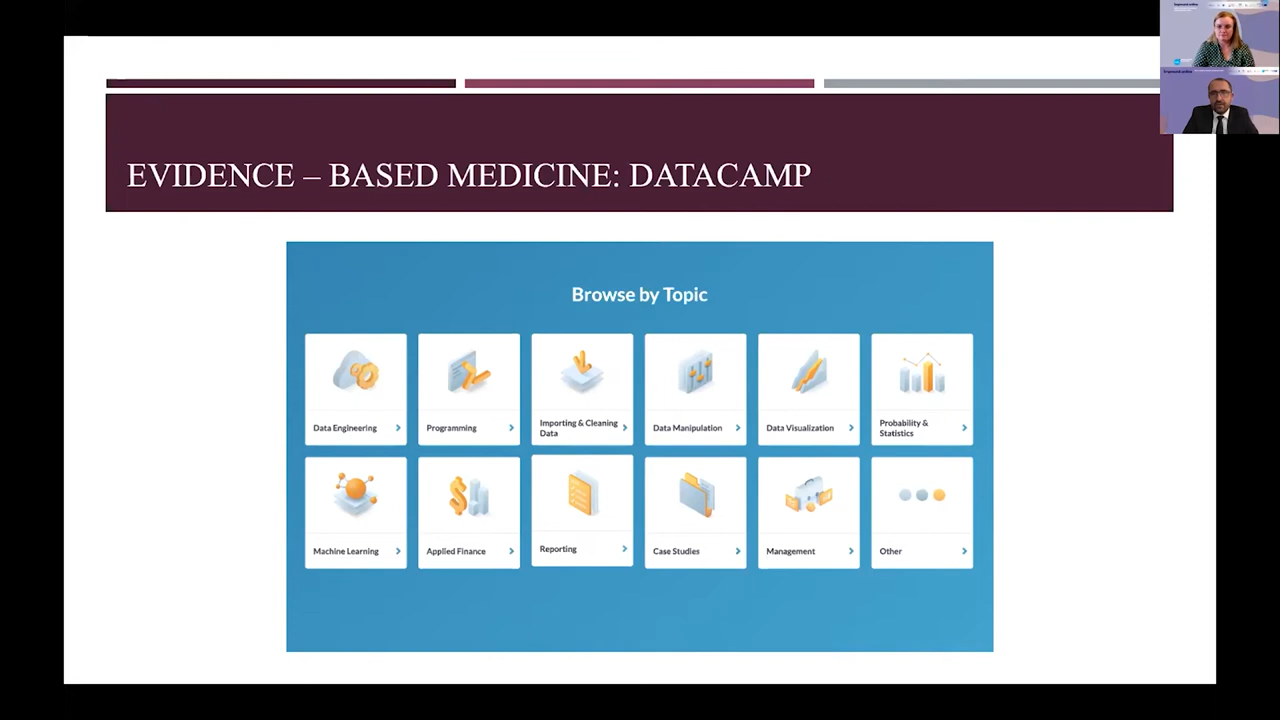 EVIDENCE – BASED MEDICINE: DATACAMP
Browse by Topic
Data Engineering
Programming
Importing & Cleaning
Data
Data Manipulation
Data Visualization
Probability &
Statistics
Machine Learning
Applied Finance
Reporting
Case Studies
Management
Other